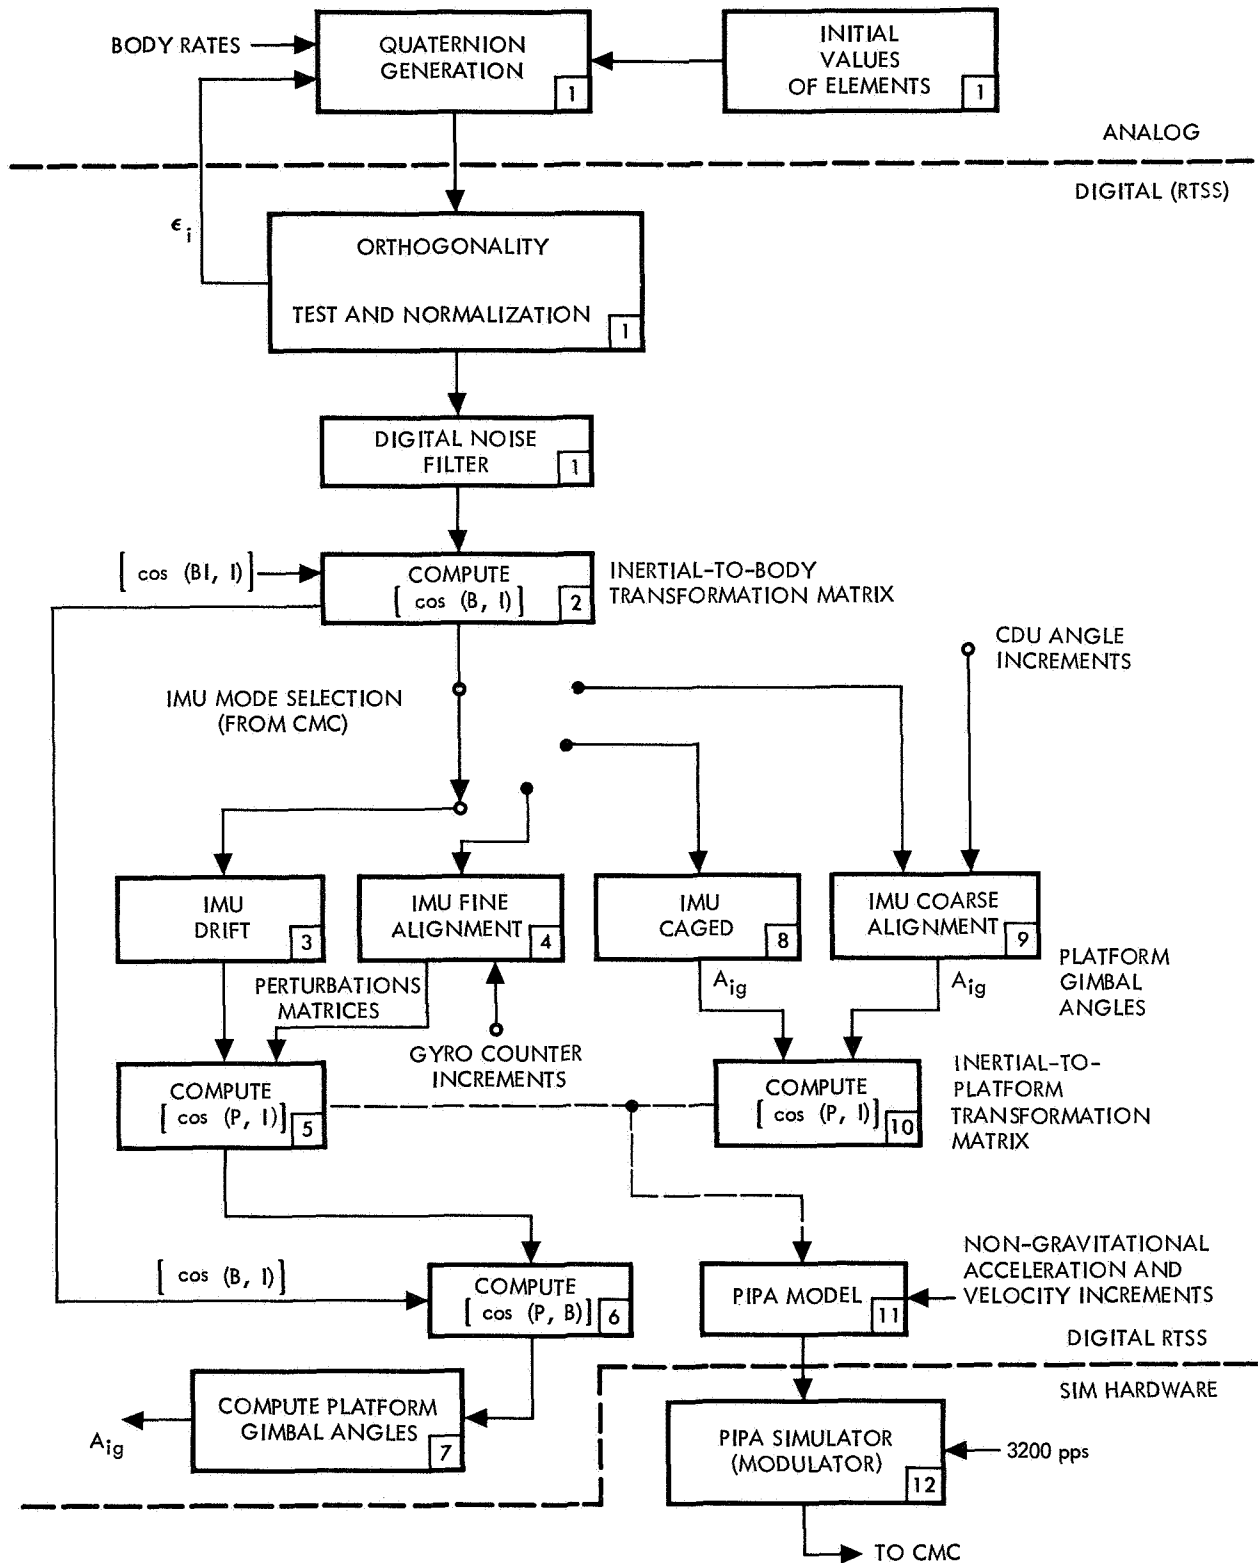 BODY RATES
QUATERNION
GENERATION
1
INITIAL
VALUES
OF ELEMENTS
1
ANALOG
DIGITAL (RTSS)
ϵi
ORTHOGONALITY
TEST AND NORMALIZATION
1
DIGITAL NOISE
FILTER
1
[ cos (BI, I)]
COMPUTE
[ cos (B, I)]
2
INERTIAL-TO-BODY
TRANSFORMATION MATRIX
CDU ANGLE
INCREMENTS
IMU MODE SELECTION
(FROM CMC)
IMU
DRIFT
3
IMU FINE
ALIGNMENT
4
IMU
CAGED
8
IMU COARSE
ALIGNMENT
9
PERTURBATIONS
MATRICES
Aig
Aig
PLATFORM
GIMBAL
ANGLES
GYRO COUNTER
INCREMENTS
COMPUTE
[ cos (P, I)]
5
COMPUTE
[ cos (P, I)]
10
INERTIAL-TO-
PLATFORM
TRANSFORMATION
MATRIX
[ cos (B, I)]
COMPUTE
[ cos (P, B)]
6
PIPA MODEL
11
NON-GRAVITATIONAL
ACCELERATION AND
VELOCITY INCREMENTS
DIGITAL RTSS
SIM HARDWARE
Aig
COMPUTE PLATFORM
GIMBAL ANGLES
7
PIPA SIMULATOR
(MODULATOR)
12
3200 pps
TO CMC